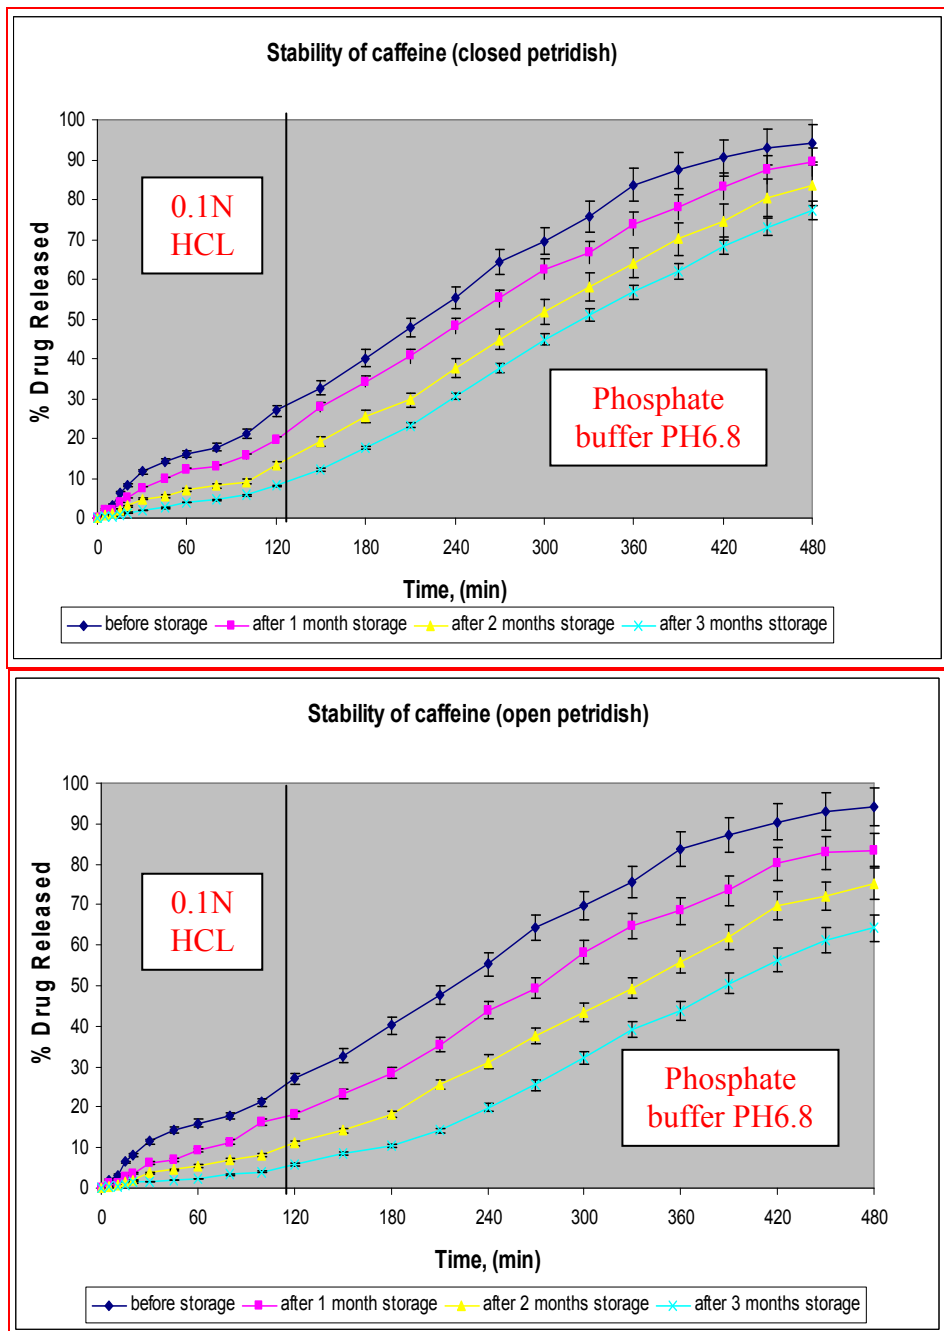 Stability of caffeine (closed petridish)
100
90
80
70
60
50
40
30
20
10
0
% Drug Released
0.1N
HCL
Phosphate
buffer PH6.8
0 60 120 180 240 300 360 420 480
Time, (min)
before storage after 1 month storage after 2 months storage after 3 months sttorage
Stability of caffeine (open petridish)
100
90
80
70
60
50
40
30
20
10
0
% Drug Released
0.1N
HCL
Phosphate
buffer PH6.8
0 60 120 180 240 300 360 420 480
Time, (min)
before storage after 1 month storage after 2 months storage after 3 months storage